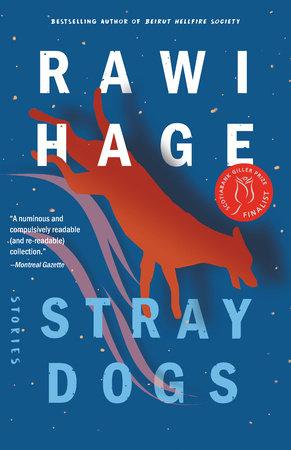 BESTSELLING AUTHOR OF BEIRUT HELLFIRE SOCIETY
RAWI
HAGE
SCOTIABANK GILLER PRIZE
FINALIST
"A numinous and
compulsively readable
(and re-readable)
collection."
—Montreal Gazette
STORIES
STRAY
DOGS